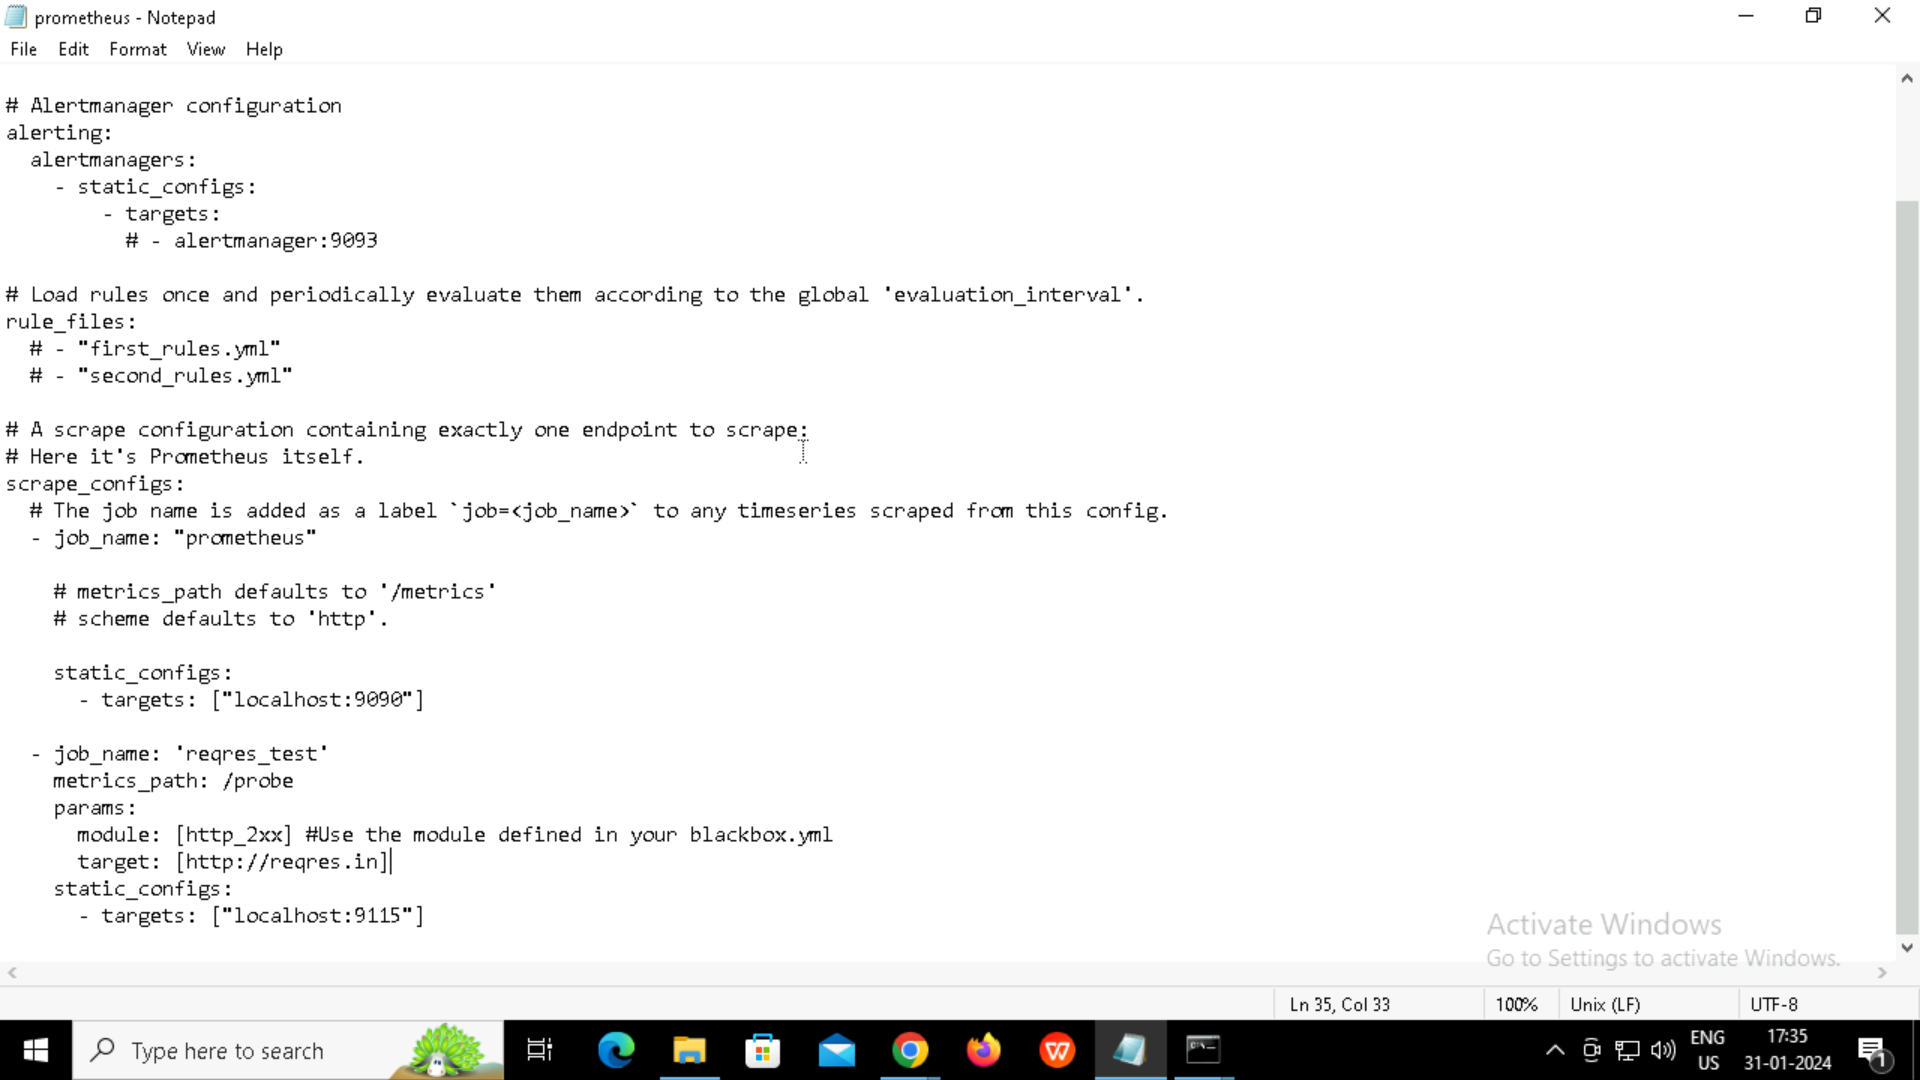 prometheus - Notepad
File Edit Format View Help
# Alertmanager configuration
alerting:
  alertmanagers:
    - static_configs:
        - targets:
          # - alertmanager:9093

# Load rules once and periodically evaluate them according to the global 'evaluation_interval'.
rule_files:
  # - "first_rules.yml"
  # - "second_rules.yml"

# A scrape configuration containing exactly one endpoint to scrape:
# Here it's Prometheus itself.
scrape_configs:
  # The job name is added as a label `job=<job_name>` to any timeseries scraped from this config.
  - job_name: "prometheus"

    # metrics_path defaults to '/metrics'
    # scheme defaults to 'http'.

    static_configs:
      - targets: ["localhost:9090"]

  - job_name: 'reqres_test'
    metrics_path: /probe
    params:
      module: [http_2xx] #Use the module defined in your blackbox.yml
      target: [http://reqres.in]
    static_configs:
      - targets: ["localhost:9115"]
Activate Windows
Go to Settings to activate Windows.
Ln 35, Col 33 100% Unix (LF) UTF-8
Type here to search
ENG
US
17:35
31-01-2024
1